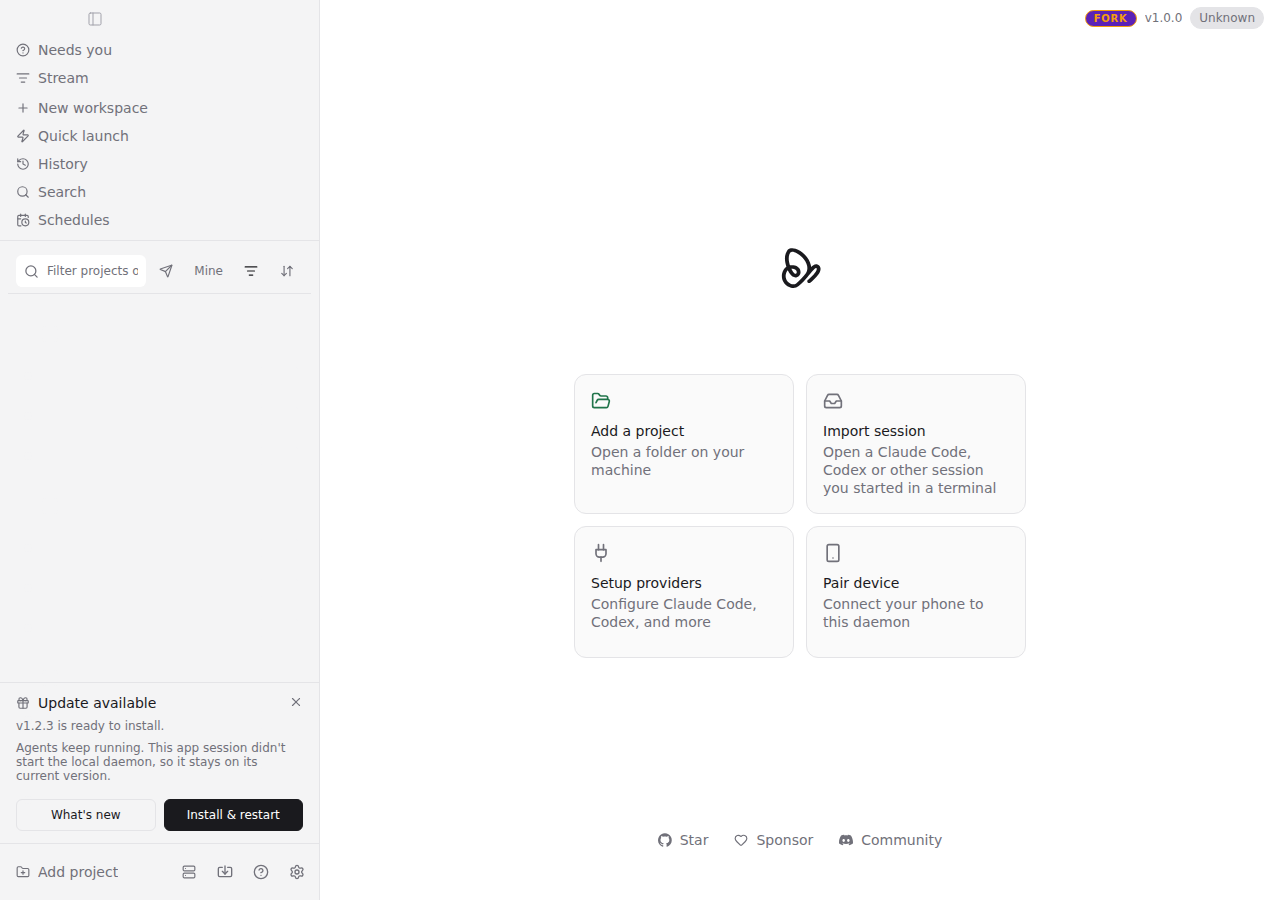 Needs you
Stream
New workspace
Quick launch
History
Search
Schedules
Filter projects
Mine
Update available
v1.2.3 is ready to install.
Agents keep running. This app session didn't
start the local daemon, so it stays on its
current version.
What's new
Install & restart
Add project
FORK
v1.0.0
Unknown
Add a project
Open a folder on your
machine
Import session
Open a Claude Code,
Codex or other session
you started in a terminal
Setup providers
Configure Claude Code,
Codex, and more
Pair device
Connect your phone to
this daemon
Star
Sponsor
Community